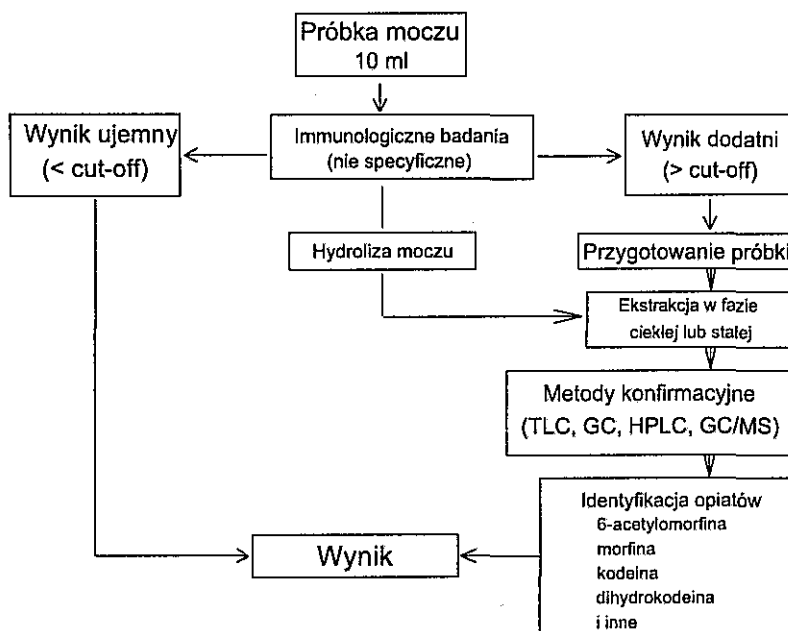 Próbka moczu
10 ml
Wynik ujemny
(< cut-off)
Immunologiczne badania
(nie specyficzne)
Wynik dodatni
(> cut-off)
Hydroliza moczu
Przygotowanie próbki
Ekstrakcja w fazie
ciekłej lub stałej
Metody konfirmacyjne
(TLC, GC, HPLC, GC/MS)
Identyfikacja opiatów
6-acetylomorfina
morfina
kodeina
dihydrokodeina
i inne
Wynik